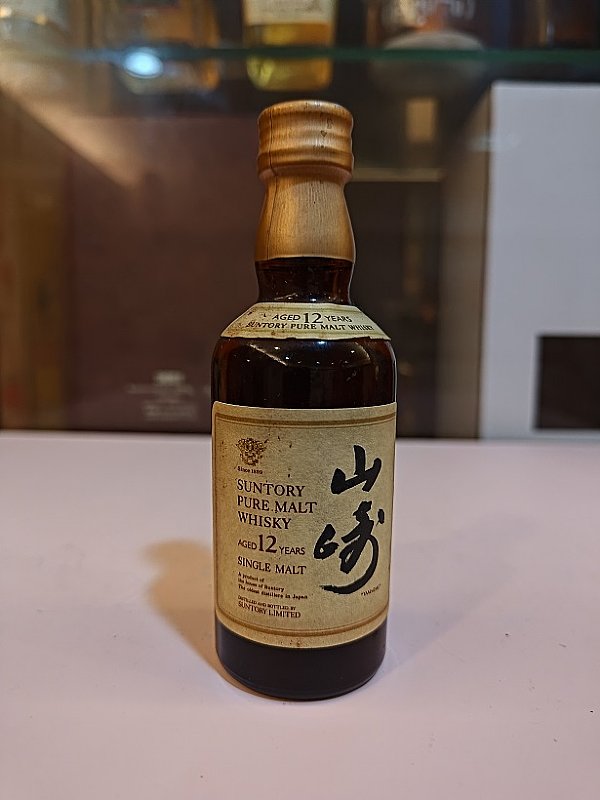 AGED 12 YEARS
SUNTORY PURE MALT WHISKY
Since 1899
SUNTORY
PURE MALT
WHISKY
AGED 12 YEARS
SINGLE MALT
A product of
the house of Suntory
The oldest distillers in Japan
DISTILLED AND BOTTLED BY
SUNTORY LIMITED
山崎
YAMAZAKI